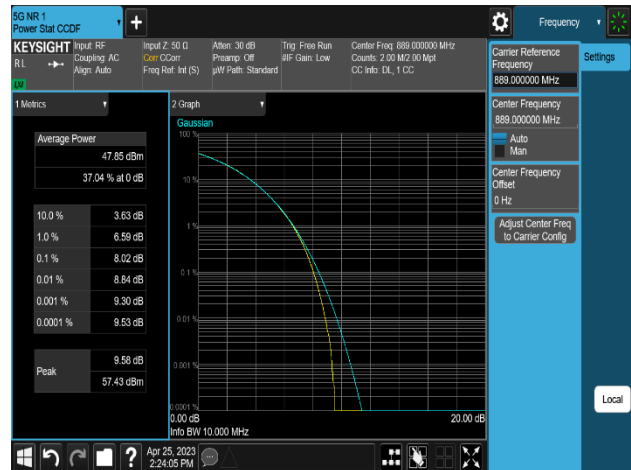 5G NR 1
Power Stat CCDF
Frequency
KEYSIGHT
RL
LW
Input: RF
Coupling: AC
Align: Auto
Input Z: 50 Ω
Corr CCorr
Freq Ref: Int (S)
Atten: 30 dB
Preamp: Off
µW Path: Standard
Trig: Free Run
#IF Gain: Low
Center Freq: 889.000000 MHz
Counts: 2.00 M/2.00 Mpt
CC Info: DL, 1 CC
Carrier Reference
Frequency
889.000000 MHz
Settings
Center Frequency
889.000000 MHz
Auto
Man
Center Frequency
Offset
0 Hz
Adjust Center Freq
to Carrier Config
Local
1 Metrics
Average Power
47.85 dBm
37.04 % at 0 dB
10.0 % 3.63 dB
1.0 % 6.59 dB
0.1 % 8.02 dB
0.01 % 8.84 dB
0.001 % 9.30 dB
0.0001 % 9.53 dB
Peak
9.58 dB
57.43 dBm
2 Graph
Gaussian
100 %
10 %
1 %
0.1 %
0.01 %
0.001 %
0.0001 %
0.00 dB 20.00 dB
Info BW 10.000 MHz
?
Apr 25, 2023
2:24:05 PM